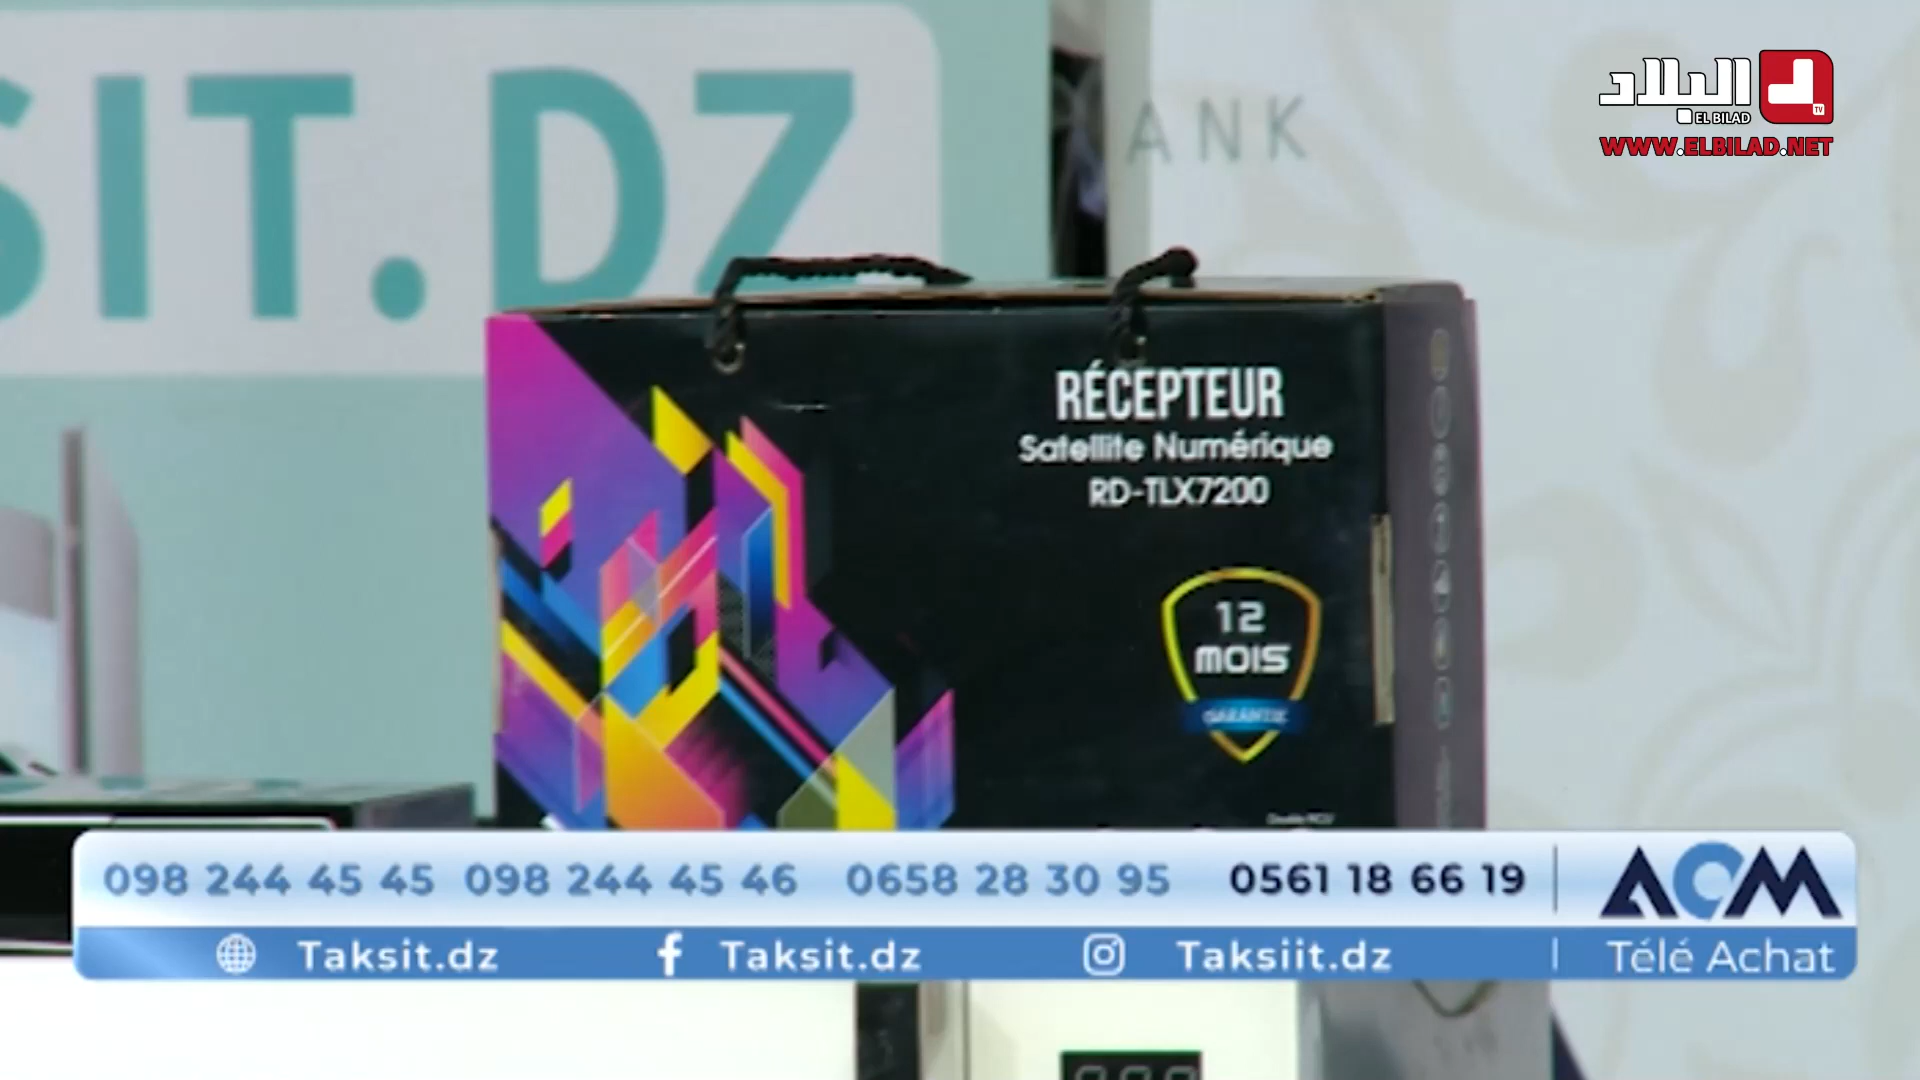 البلاد
EL BILAD
TV
WWW.ELBILAD.NET
SIT.DZ
ANK
RÉCEPTEUR
Satellite Numérique
RD-TLX7200
12
MOIS
GARANTIE
098 244 45 45 098 244 45 46 0658 28 30 95 0561 18 66 19
ACM
Taksit.dz Taksit.dz Taksiit.dz Télé Achat